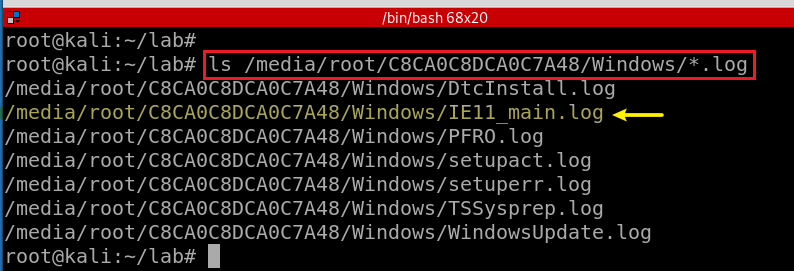 /bin/bash 68x20
root@kali:~/lab#
root@kali:~/lab# ls /media/root/C8CA0C8DCA0C7A48/Windows/*.log
/media/root/C8CA0C8DCA0C7A48/Windows/DtcInstall.log
/media/root/C8CA0C8DCA0C7A48/Windows/IE11_main.log
/media/root/C8CA0C8DCA0C7A48/Windows/PFRO.log
/media/root/C8CA0C8DCA0C7A48/Windows/setupact.log
/media/root/C8CA0C8DCA0C7A48/Windows/setuperr.log
/media/root/C8CA0C8DCA0C7A48/Windows/TSSysprep.log
/media/root/C8CA0C8DCA0C7A48/Windows/WindowsUpdate.log
root@kali:~/lab#